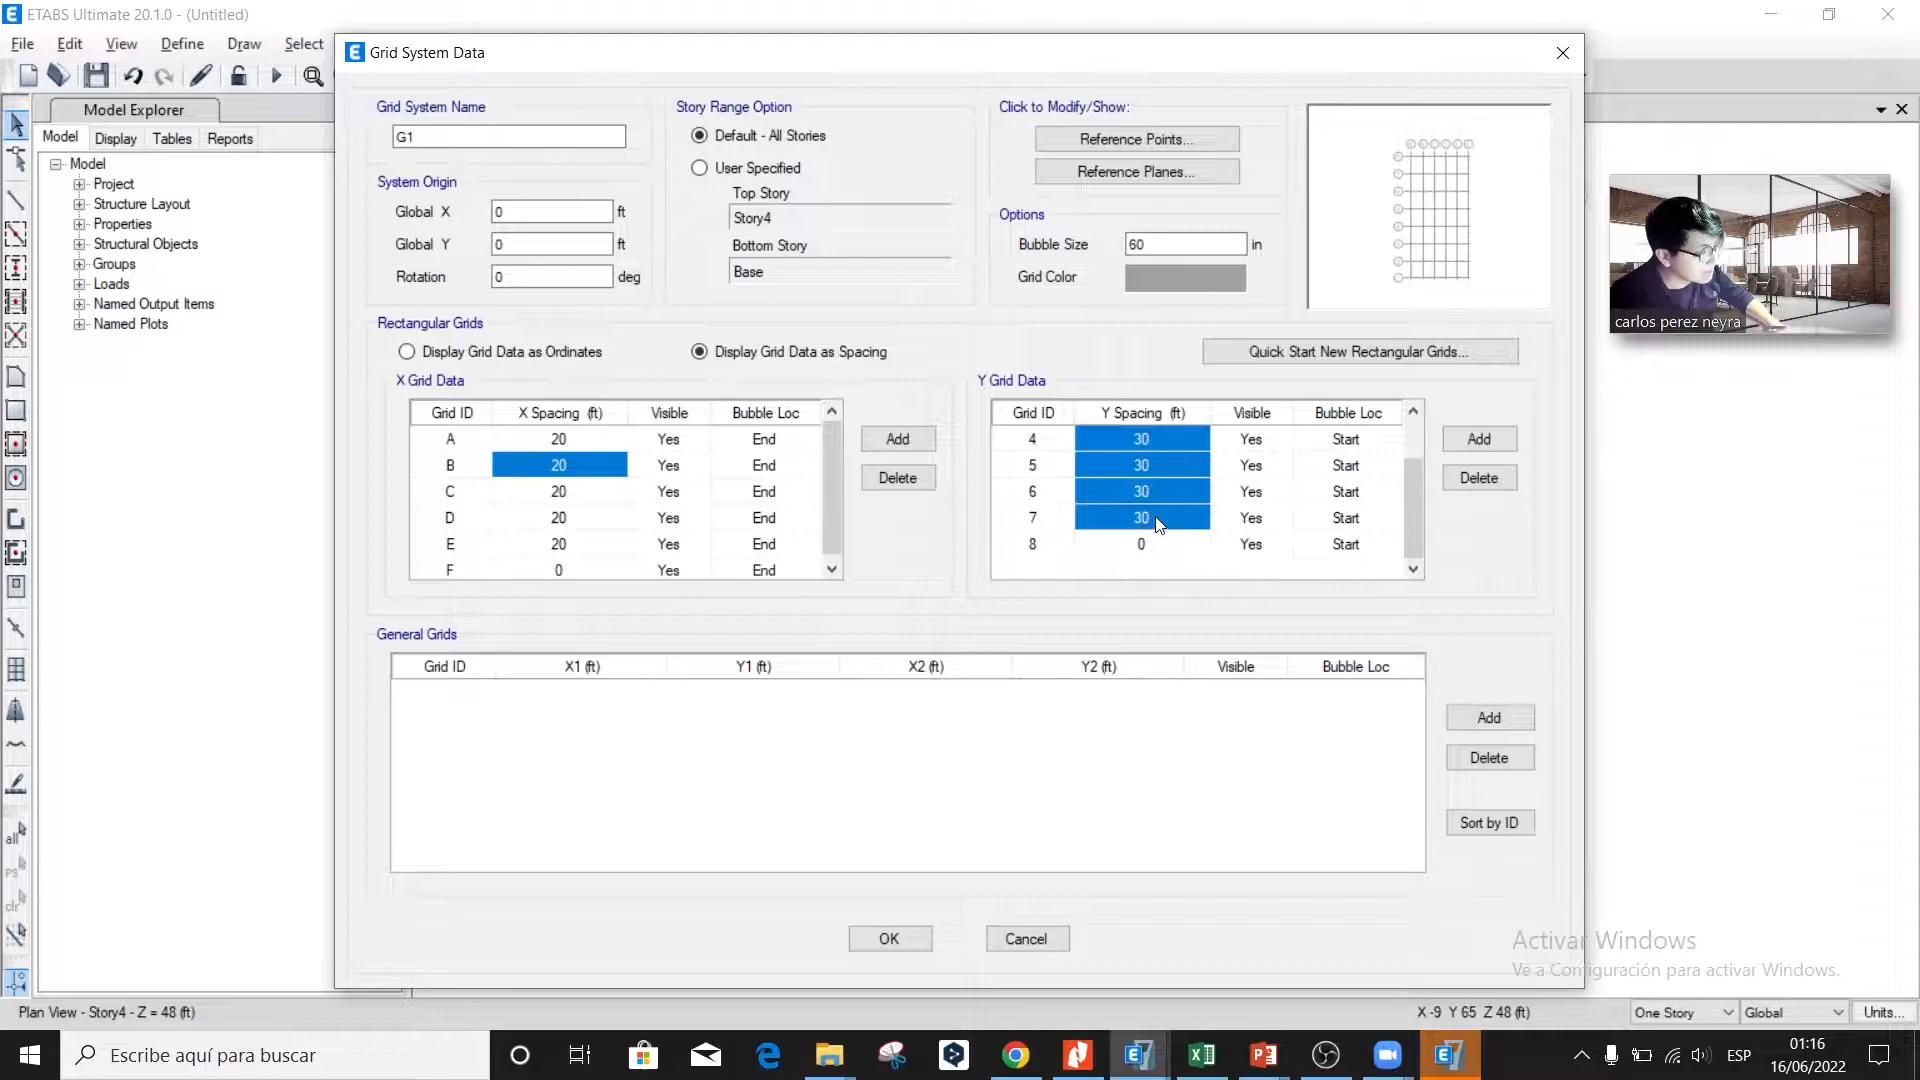 ETABS Ultimate 20.1.0 - (Untitled)
File Edit View Define Draw Select
Grid System Data
Model Explorer
Model Display Tables Reports
Model
Project
Structure Layout
Properties
Structural Objects
Groups
Loads
Named Output Items
Named Plots
Grid System Name
G1
System Origin
Global X 0 ft
Global Y 0 ft
Rotation 0 deg
Story Range Option
Default - All Stories
User Specified
Top Story
Story4
Bottom Story
Base
Click to Modify/Show:
Reference Points...
Reference Planes...
Options
Bubble Size 60 in
Grid Color
carlos perez neyra
Rectangular Grids
Display Grid Data as Ordinates
Display Grid Data as Spacing
Quick Start New Rectangular Grids...
X Grid Data
Grid ID X Spacing (ft) Visible Bubble Loc
A 20 Yes End
B 20 Yes End
C 20 Yes End
D 20 Yes End
E 20 Yes End
F 0 Yes End
Add
Delete
Y Grid Data
Grid ID Y Spacing (ft) Visible Bubble Loc
4 30 Yes Start
5 30 Yes Start
6 30 Yes Start
7 30 Yes Start
8 0 Yes Start
Add
Delete
General Grids
Grid ID X1 (ft) Y1 (ft) X2 (ft) Y2 (ft) Visible Bubble Loc
Add
Delete
Sort by ID
OK
Cancel
all
ps
clr
Activar Windows
Ve a Configuración para activar Windows.
Plan View - Story4 - Z = 48 (ft)
X -9 Y 65 Z 48 (ft)
One Story
Global
Units...
Escribe aquí para buscar
ESP
01:16
16/06/2022